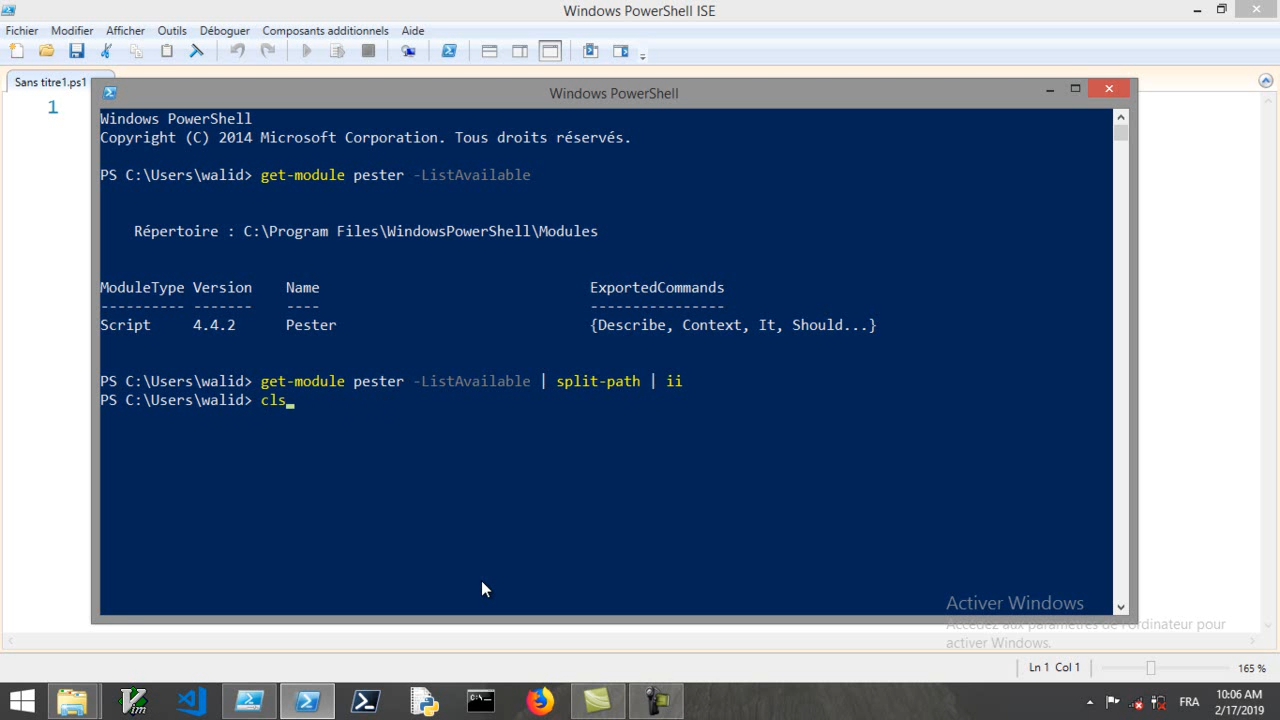 Windows PowerShell ISE
Fichier Modifier Afficher Outils Déboguer Composants additionnels Aide
Sans titre1.ps1
1
Windows PowerShell
Windows PowerShell
Copyright (C) 2014 Microsoft Corporation. Tous droits réservés.
PS C:\Users\walid> get-module pester -ListAvailable
Répertoire : C:\Program Files\WindowsPowerShell\Modules
ModuleType Version Name ExportedCommands
---------- ------- ---- ----------------
Script 4.4.2 Pester {Describe, Context, It, Should...}
PS C:\Users\walid> get-module pester -ListAvailable | split-path | ii
PS C:\Users\walid> cls
Activer Windows
Accédez aux paramètres de l'ordinateur pour
activer Windows.
Ln 1 Col 1 165 %
Vim
C:\
FRA
10:06 AM
2/17/2019